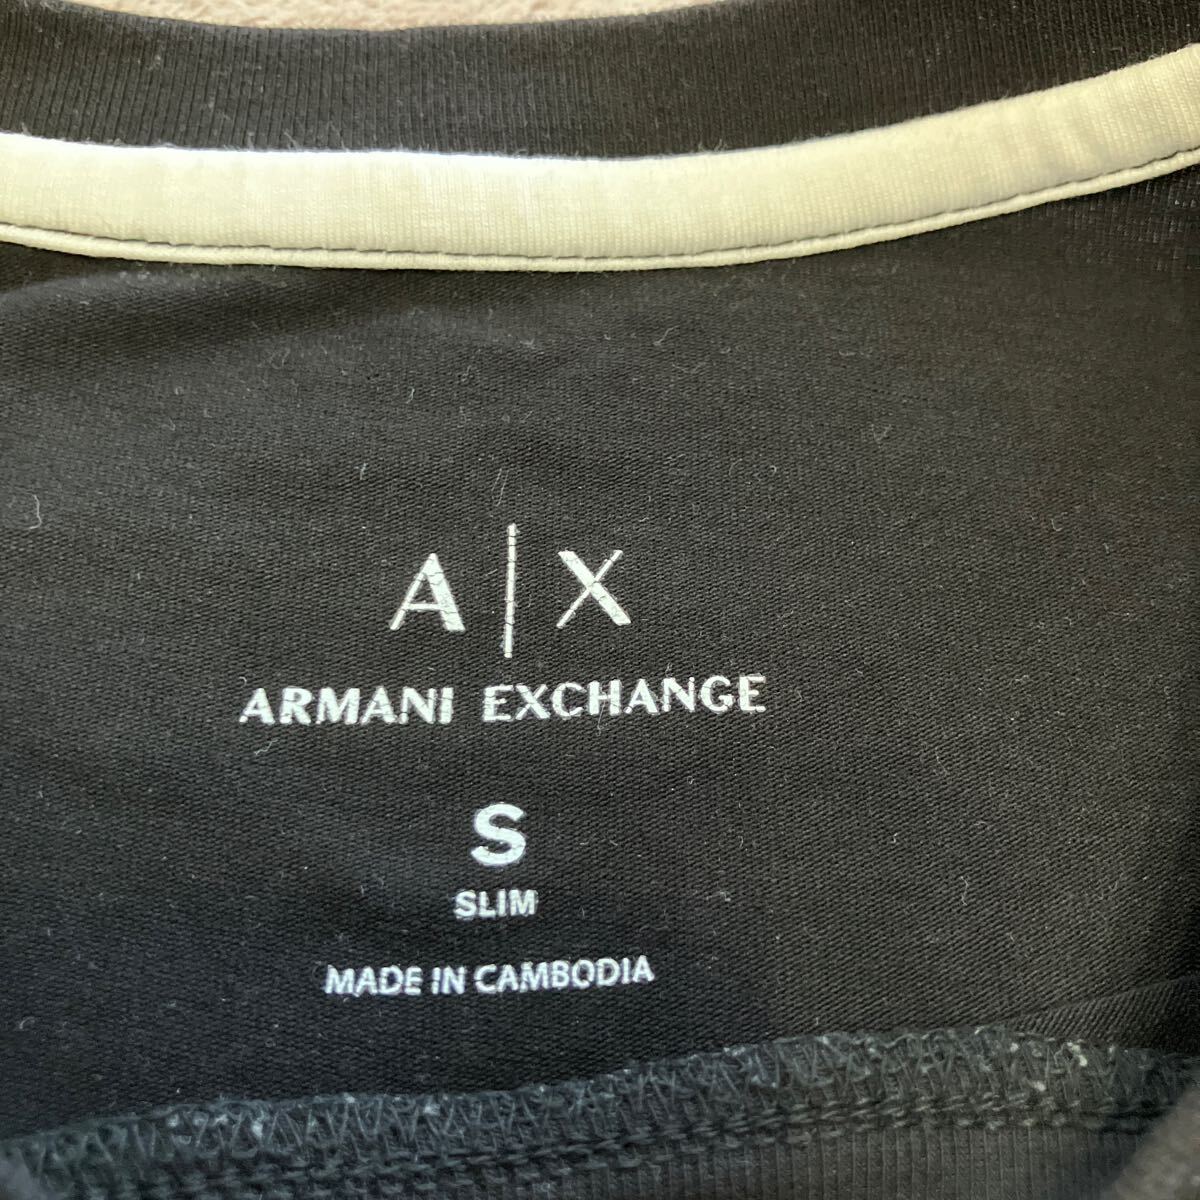 A|X
ARMANI EXCHANGE
S
SLIM
MADE IN CAMBODIA